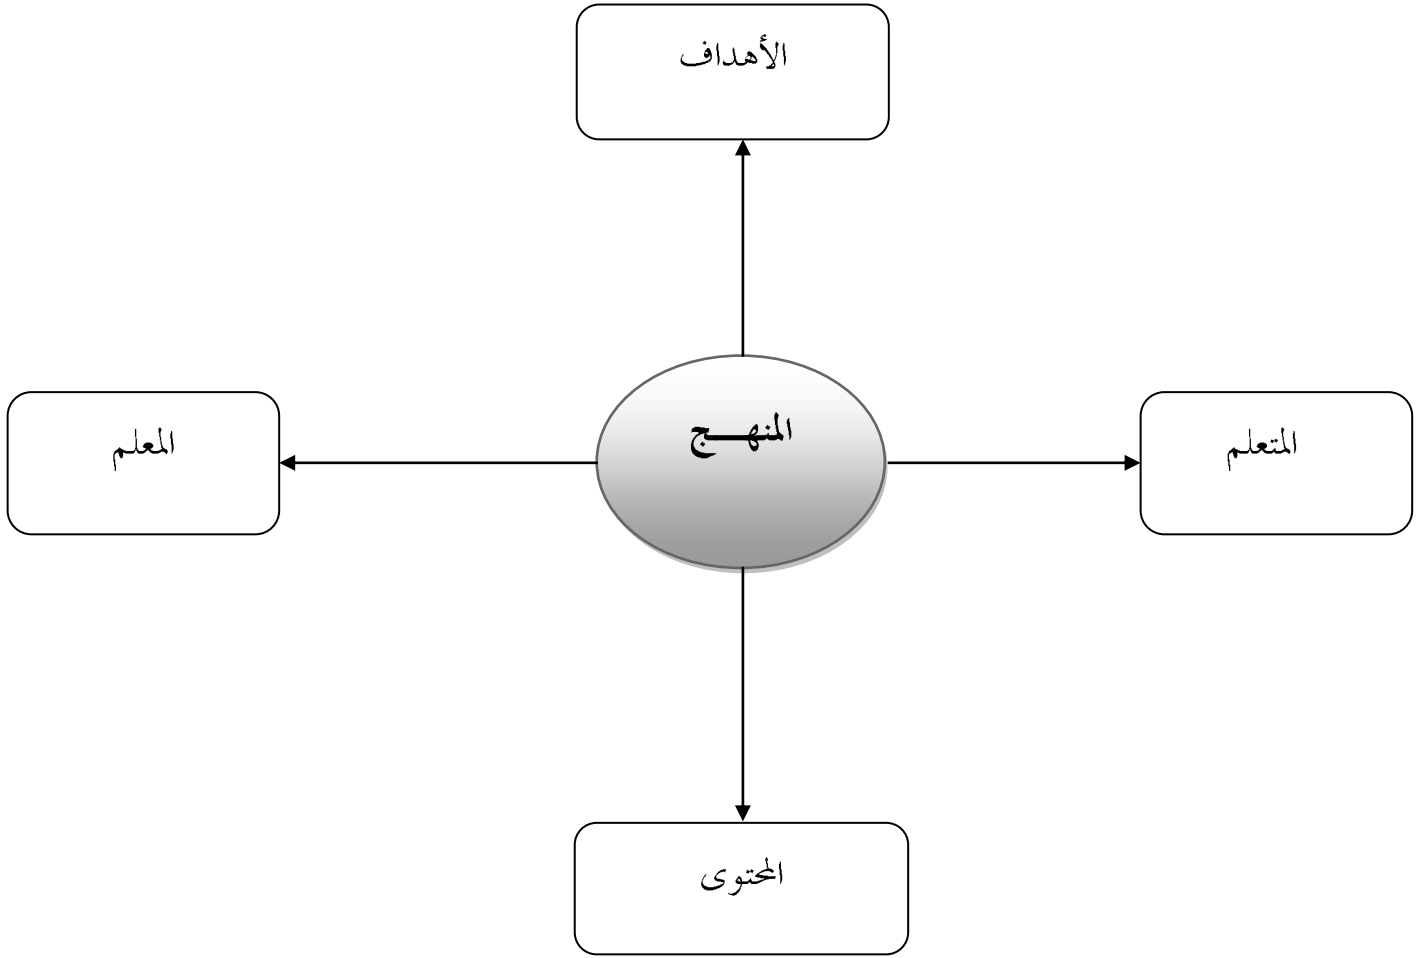 الأهداف
المتعلم
المنهـــج
المعلم
المحتوى